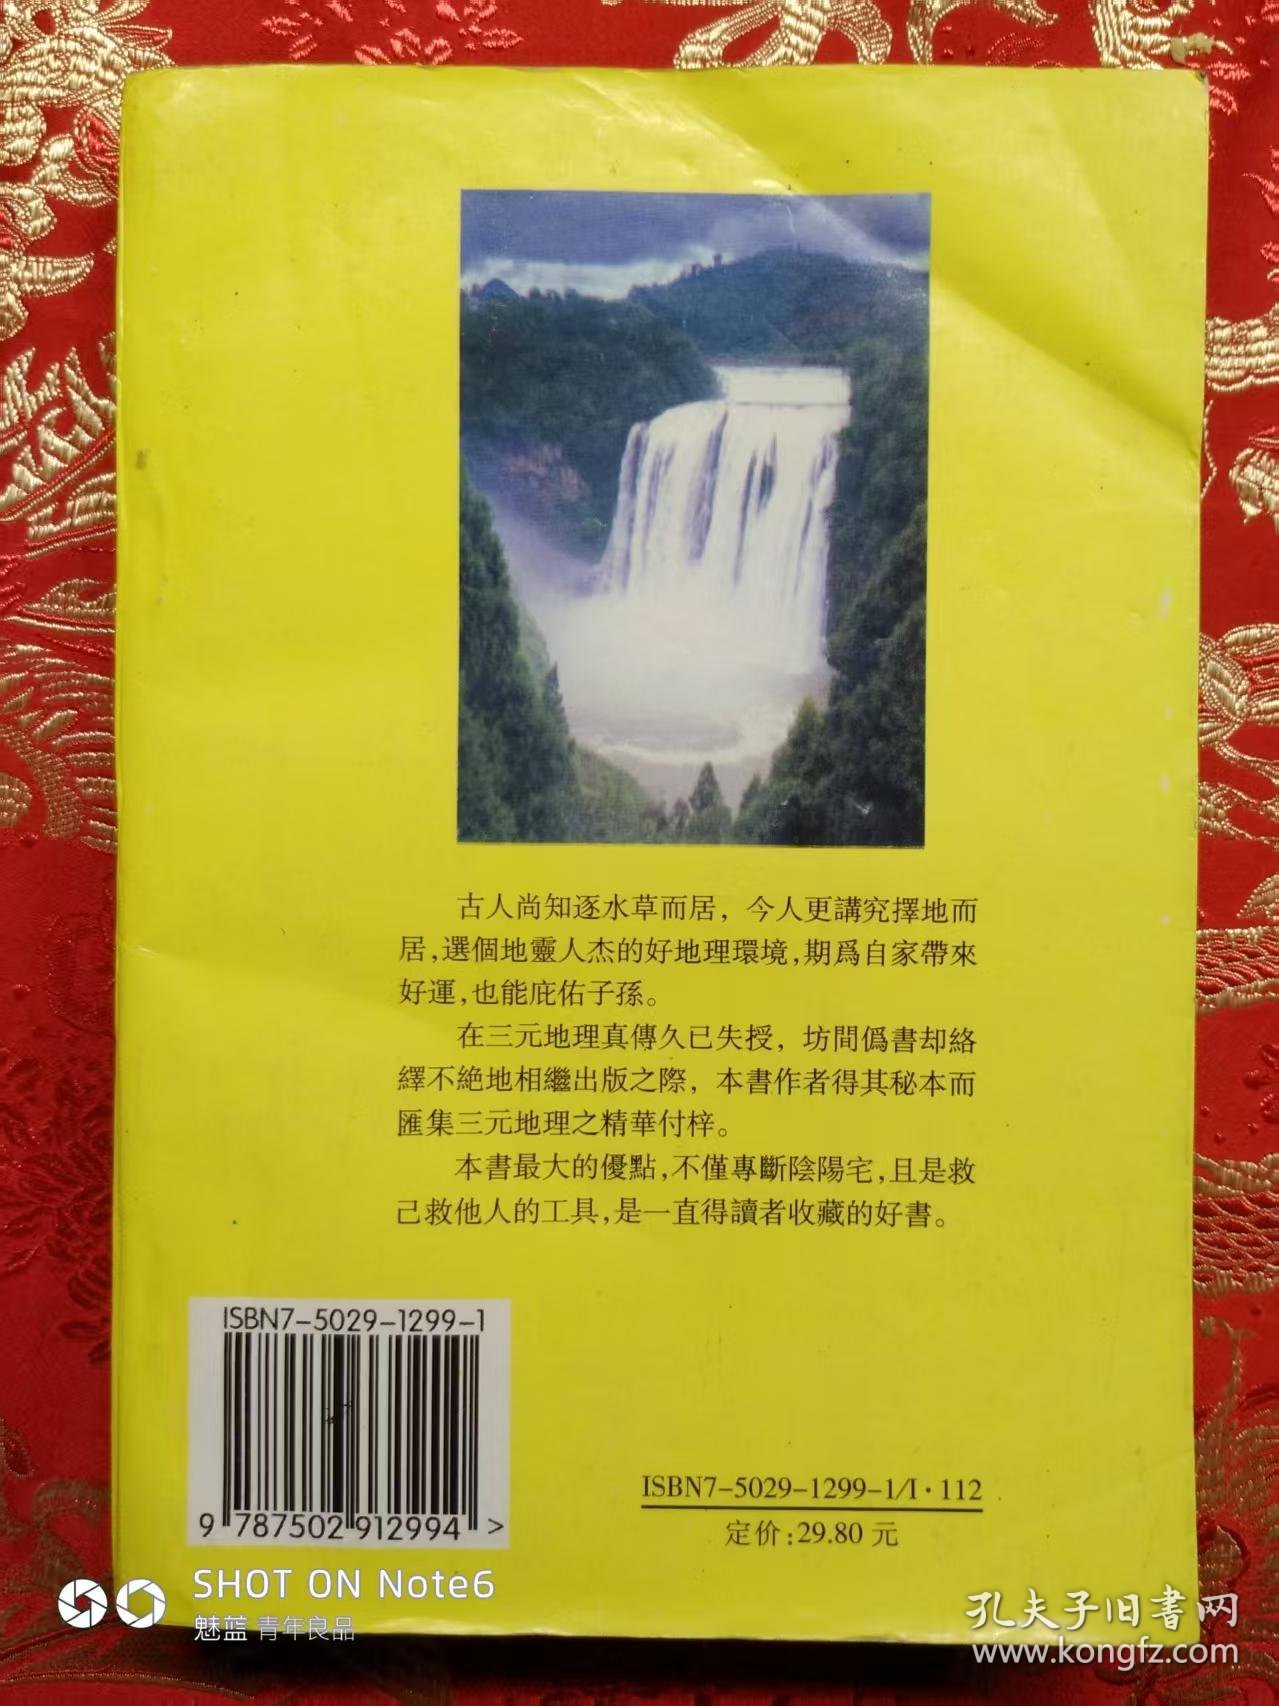 古人尚知逐水草而居，今人更講究擇地而
居，選個地靈人杰的好地理環境，期爲自家帶來
好運，也能庇佑子孫。
在三元地理真傳久已失授，坊間僞書却絡
繹不絶地相繼出版之際，本書作者得其秘本而
匯集三元地理之精華付梓。
本書最大的優點，不僅專斷陰陽宅，且是救
己救他人的工具，是一直得讀者收藏的好書。
ISBN7-5029-1299-1
9 787502 912994 >
ISBN7-5029-1299-1/I·112
定价：29.80 元
SHOT ON Note6
魅蓝 青年良品
孔夫子旧書网
www.kongfz.com